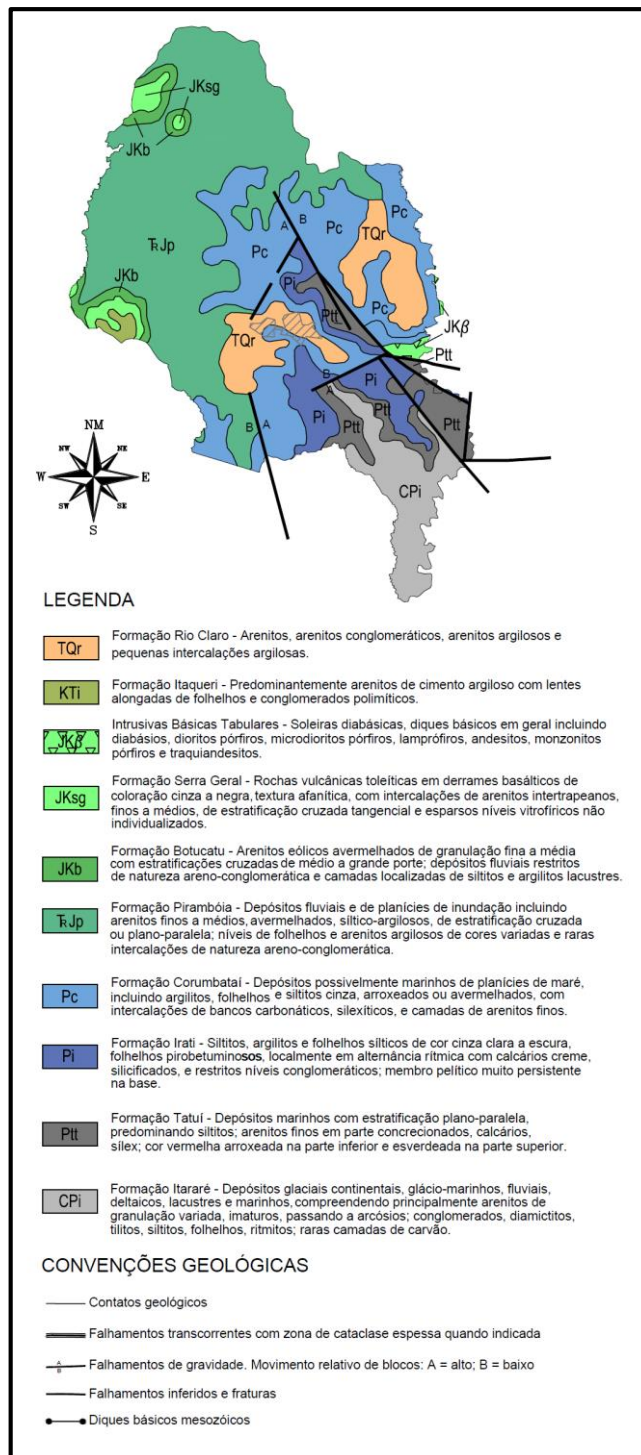 JKsg
JKb
Pc
A
B
Pc
TQr
TRJp
Pc
Pi
JKb
Pc
JKβ
Ptt
TQr
Ptt
B
A
Pi
B
A
Pi
Ptt
Ptt
Ptt
CPi
NM
NW
NE
W
E
SW
SE
S
LEGENDA
TQr
Formação Rio Claro - Arenitos, arenitos conglomeráticos, arenitos argilosos e
pequenas intercalações argilosas.
KTi
Formação Itaqueri - Predominantemente arenitos de cimento argiloso com lentes
alongadas de folhelhos e conglomerados polimíticos.
JKβ
Intrusivas Básicas Tabulares - Soleiras diabásicas, diques básicos em geral incluindo
diabásios, dioritos pórfiros, microdioritos pórfiros, lamprófiros, andesitos, monzonitos
pórfiros e traquiandesitos.
JKsg
Formação Serra Geral - Rochas vulcânicas toleíticas em derrames basálticos de
coloração cinza a negra, textura afanítica, com intercalações de arenitos intertrapeanos,
finos a médios, de estratificação cruzada tangencial e esparsos níveis vitrofíricos não
individualizados.
JKb
Formação Botucatu - Arenitos eólicos avermelhados de granulação fina a média
com estratificações cruzadas de médio a grande porte; depósitos fluviais restritos
de natureza areno-conglomerática e camadas localizadas de siltitos e argilitos lacustres.
TRJp
Formação Pirambóia - Depósitos fluviais e de planícies de inundação incluindo
arenitos finos a médios, avermelhados, síltico-argilosos, de estratificação cruzada
ou plano-paralela; níveis de folhelhos e arenitos argilosos de cores variadas e raras
intercalações de natureza areno-conglomerática.
Pc
Formação Corumbataí - Depósitos possivelmente marinhos de planícies de maré,
incluindo argilitos, folhelhos e siltitos cinza, arroxeados ou avermelhados, com
intercalações de bancos carbonáticos, silexíticos, e camadas de arenitos finos.
Pi
Formação Irati - Siltitos, argilitos e folhelhos sílticos de cor cinza clara a escura,
folhelhos pirobetuminosos, localmente em alternância rítmica com calcários creme,
silicificados, e restritos níveis conglomeráticos; membro pelítico muito persistente
na base.
Ptt
Formação Tatuí - Depósitos marinhos com estratificação plano-paralela,
predominando siltitos; arenitos finos em parte concrecionados, calcários,
sílex; cor vermelha arroxeada na parte inferior e esverdeada na parte superior.
CPi
Formação Itararé - Depósitos glaciais continentais, glácio-marinhos, fluviais,
deltaicos, lacustres e marinhos, compreendendo principalmente arenitos de
granulação variada, imaturos, passando a arcósios; conglomerados, diamictitos,
tilitos, siltitos, folhelhos, ritmitos; raras camadas de carvão.
CONVENÇÕES GEOLÓGICAS
Contatos geológicos
Falhamentos transcorrentes com zona de cataclase espessa quando indicada
A
B
Falhamentos de gravidade. Movimento relativo de blocos: A = alto; B = baixo
Falhamentos inferidos e fraturas
Diques básicos mesozóicos